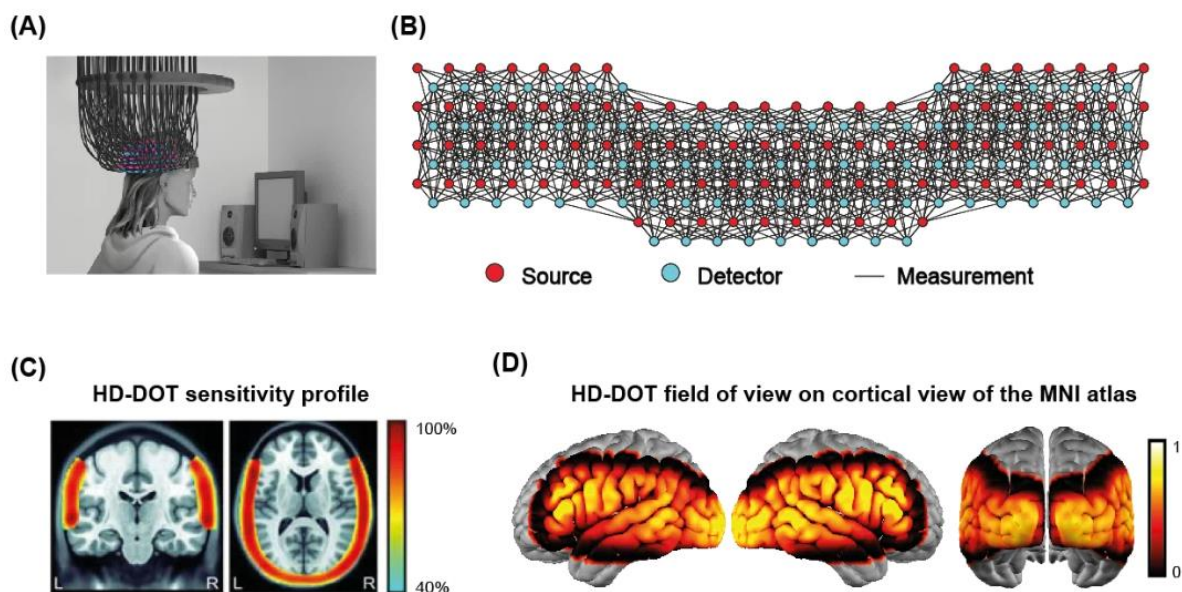 (A)
(B)
Source
Detector
Measurement
(C)
HD-DOT sensitivity profile
100%
40%
L
R
L
R
(D)
HD-DOT field of view on cortical view of the MNI atlas
1
0